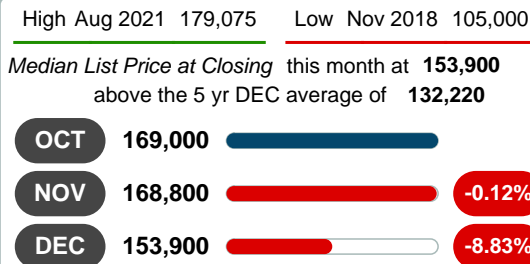 High Aug 2021 179,075 Low Nov 2018 105,000
Median List Price at Closing this month at 153,900
above the 5 yr DEC average of 132,220
OCT 169,000
NOV 168,800 -0.12%
DEC 153,900 -8.83%